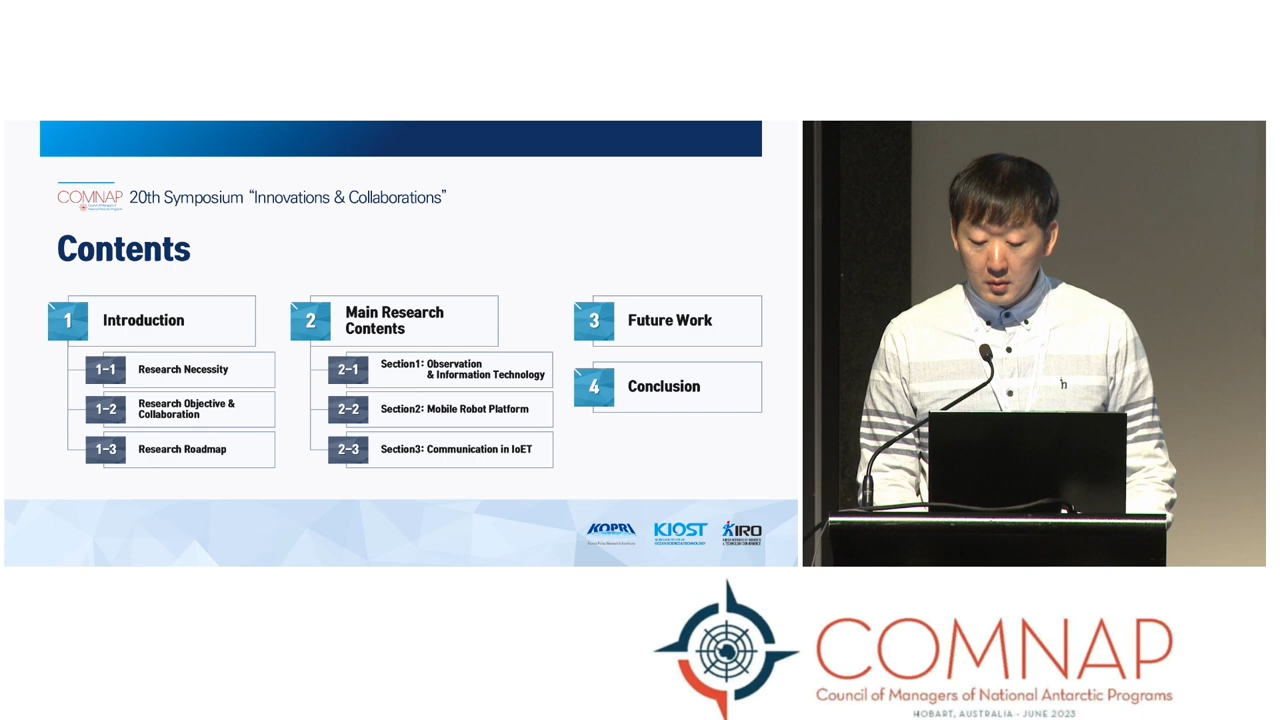 COMNAP 20th Symposium “Innovations & Collaborations”
Contents
1 Introduction
1-1 Research Necessity
1-2 Research Objective &
Collaboration
1-3 Research Roadmap
2 Main Research
Contents
2-1 Section1: Observation
& Information Technology
2-2 Section2: Mobile Robot Platform
2-3 Section3: Communication in IoET
3 Future Work
4 Conclusion
KOPRI KIOST KIRO
COMNAP
Council of Managers of National Antarctic Programs
HOBART, AUSTRALIA - JUNE 2023